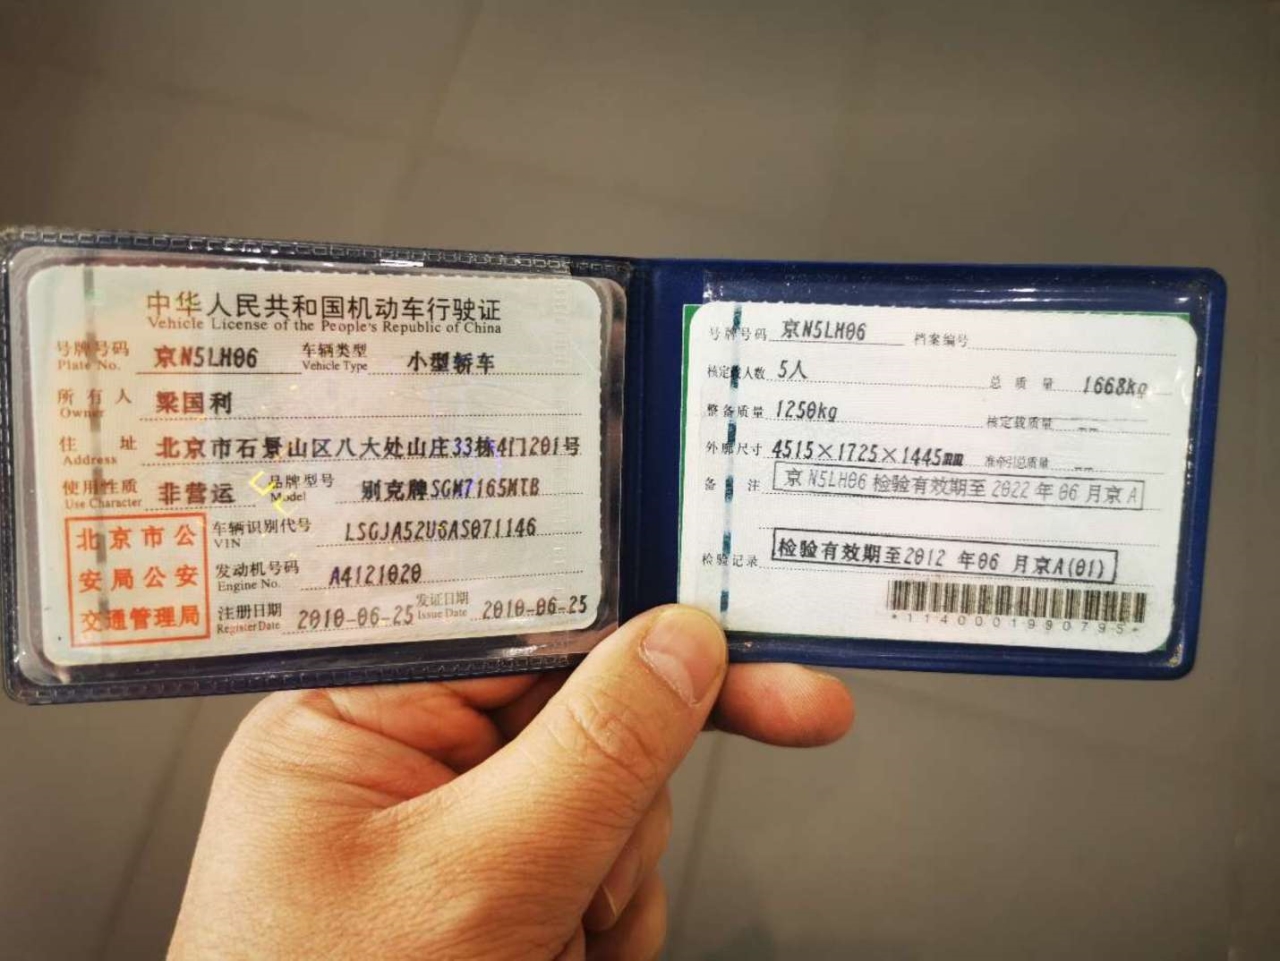 中华人民共和国机动车行驶证
Vehicle License of the People's Republic of China
号牌号码 京N5LH06 车辆类型 小型轿车
Plate No. Vehicle Type
所有人 梁国利
Owner
住址 北京市石景山区八大处山庄33栋4门201号
Address
使用性质 非营运 品牌型号 别克牌SGM7165MTB
Use Character Model
北京市公
安局公安
交通管理局
车辆识别代号 LSGJA52U6AS071146
VIN
发动机号码 A4121020
Engine No.
注册日期 2010-06-25 发证日期 2010-06-25
Register Date Issue Date
号牌号码 京N5LH06 档案编号
核定载人数 5人 总质量 1668kg
整备质量 1250kg 核定载质量 --
外廓尺寸 4515×1725×1445mm 准牵引总质量 --
备注 京N5LH06 检验有效期至2022年06月京A
检验记录 检验有效期至2012年06月京A(01)
*1140001990795*